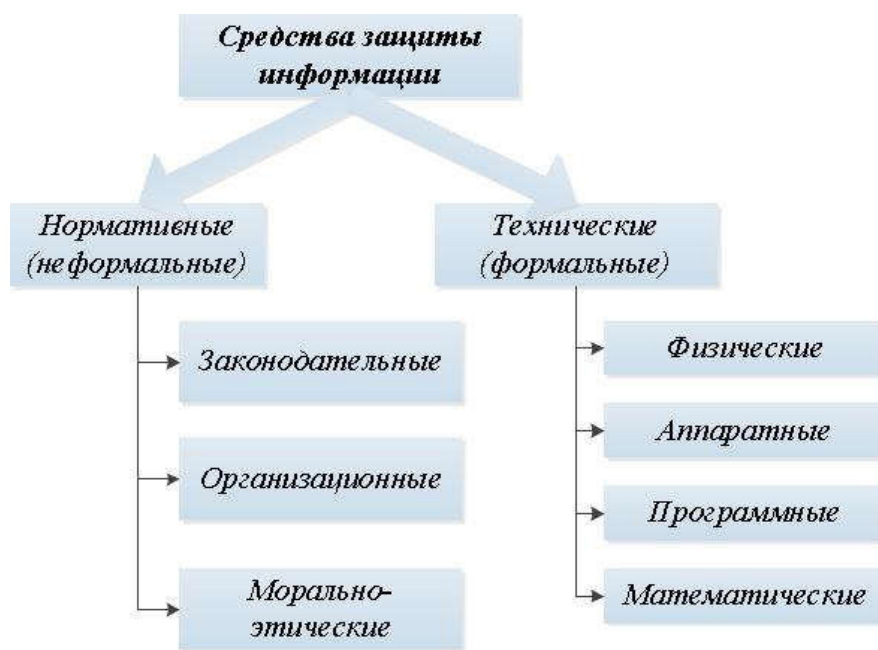 Средства защиты
информации
Нормативные
(неформальные)
Технические
(формальные)
Законодательные
Организационные
Морально-
этические
Физические
Аппаратные
Программные
Математические